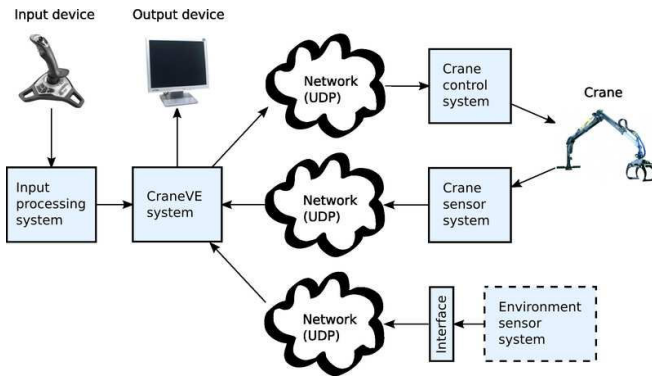 Input device
Output device
Network
(UDP)
Crane
control
system
Crane
Input
processing
system
CraneVE
system
Network
(UDP)
Crane
sensor
system
Network
(UDP)
Interface
Environment
sensor
system